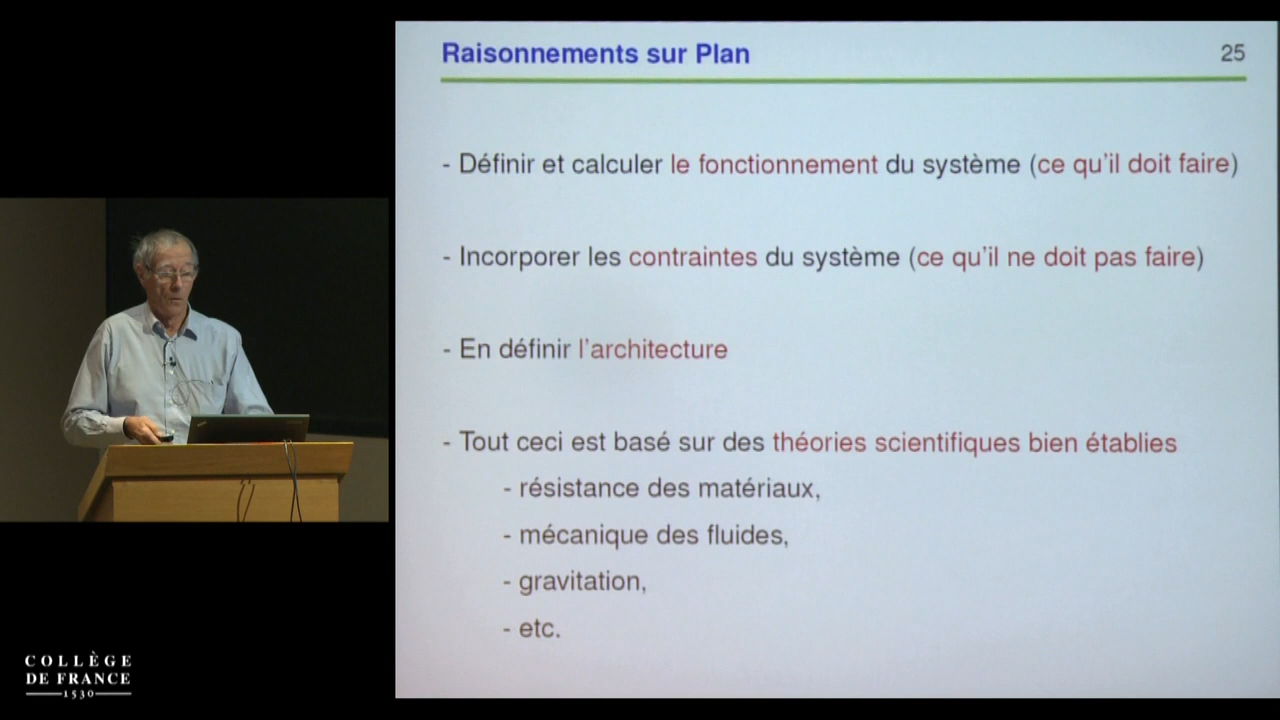 Raisonnements sur Plan
25
- Définir et calculer le fonctionnement du système (ce qu'il doit faire)
- Incorporer les contraintes du système (ce qu'il ne doit pas faire)
- En définir l'architecture
- Tout ceci est basé sur des théories scientifiques bien établies
- résistance des matériaux,
- mécanique des fluides,
- gravitation,
- etc.
COLLÈGE
DE FRANCE
1530